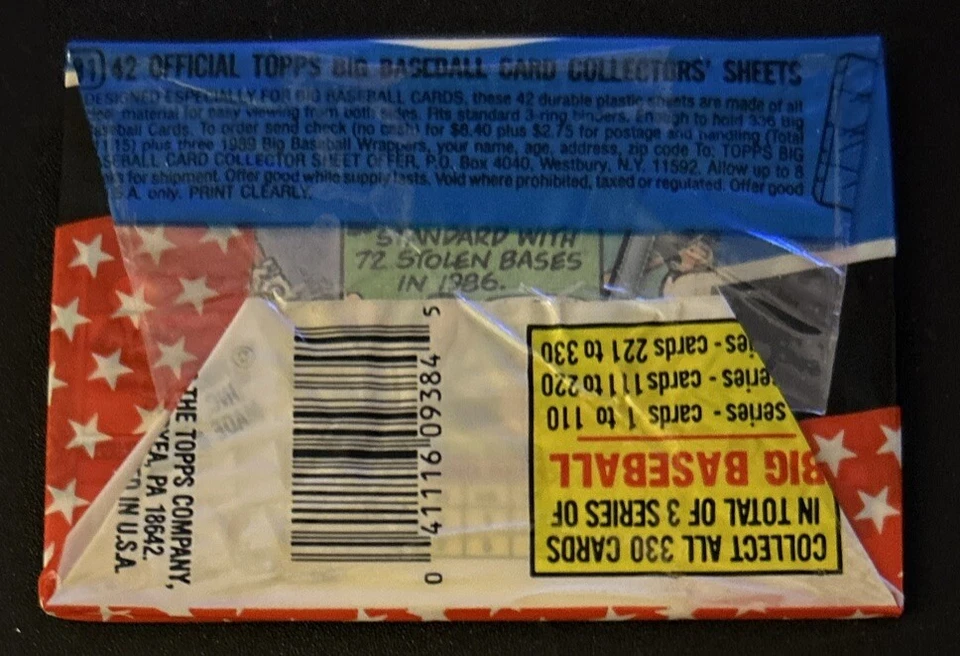 42 OFFICIAL TOPPS BIG BASEBALL CARD COLLECTORS' SHEETS
DESIGNED ESPECIALLY FOR BIG BASEBALL CARDS, these 42 durable plastic sheets are made of
material for easy viewing from both sides. Fits standard 3-ring binders. Enough to hold 336 Big
Cards. To order send check (no cash) for $8.40 plus $2.75 for postage and handling (Total
plus three 1989 Big Baseball Wrappers, your name, age, address, zip code To: TOPPS BIG
CARD COLLECTOR SHEET OFFER, P.O. Box 4040, Westbury, N.Y. 11592. Allow up to 8
for shipment. Offer good while supply lasts. Void where prohibited, taxed or regulated. Offer good
only. PRINT CLEARLY.
STANDARD WITH
72 STOLEN BASES
IN 1986.
0 41116 09384 5
THE TOPPS COMPANY,
PA 18642.
IN U.S.A.
COLLECT ALL 330 CARDS
IN TOTAL OF 3 SERIES OF
BIG BASEBALL
series - cards 1 to 110
- cards 111 to 220
- cards 221 to 330